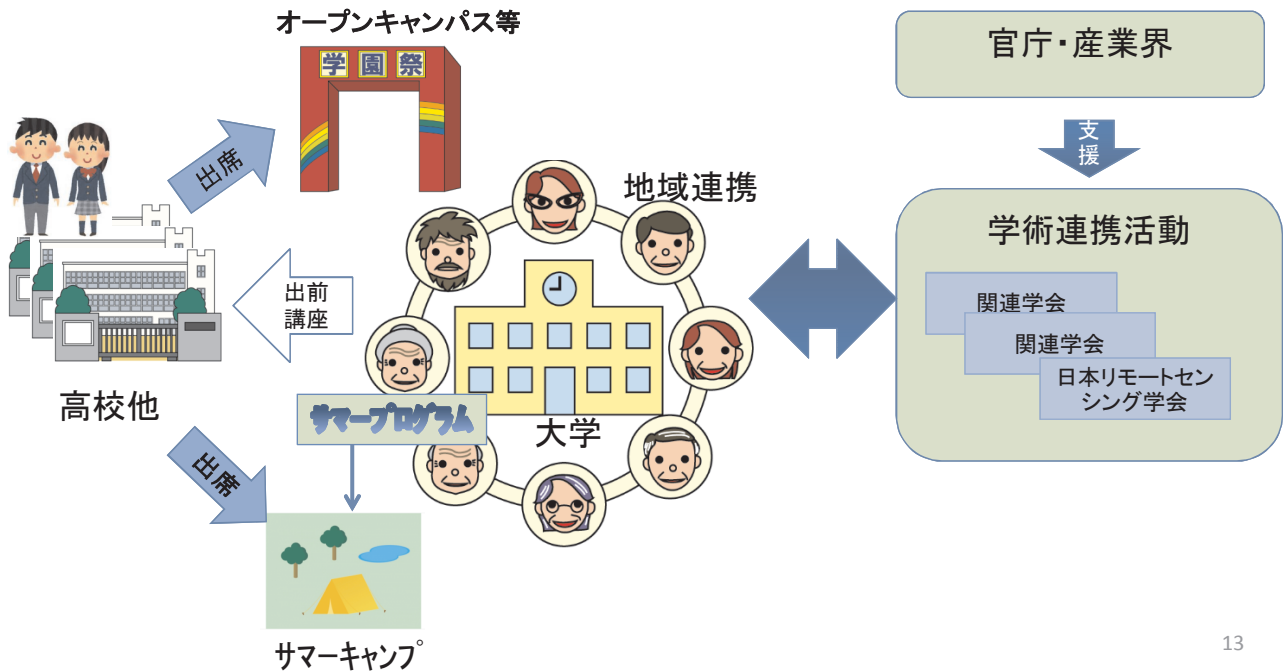 オープンキャンパス等
学園祭
官庁・産業界
支
援
出席
地域連携
学術連携活動
関連学会
関連学会
日本リモートセン
シング学会
出前
講座
高校他
サマープログラム
大学
出席
サマーキャンプ
13